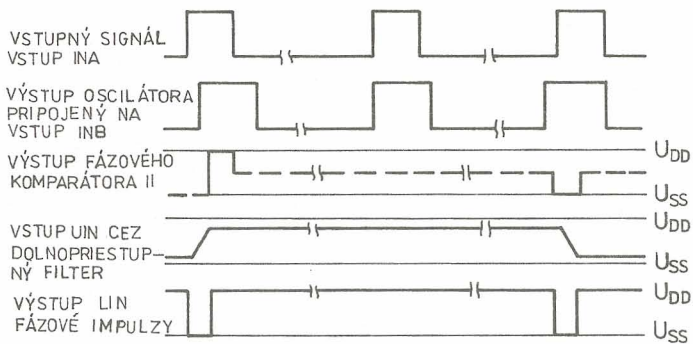 VSTUPNÝ SIGNÁL
VSTUP INA
VÝSTUP OSCILÁTORA
PRIPOJENÝ NA
VSTUP INB
VÝSTUP FÁZOVÉHO
KOMPARÁTORA II
UDD
USS
VSTUP UIN CEZ
DOLNOPRIESTUP-
NÝ FILTER
UDD
USS
VÝSTUP LIN
FÁZOVÉ IMPULZY
UDD
USS